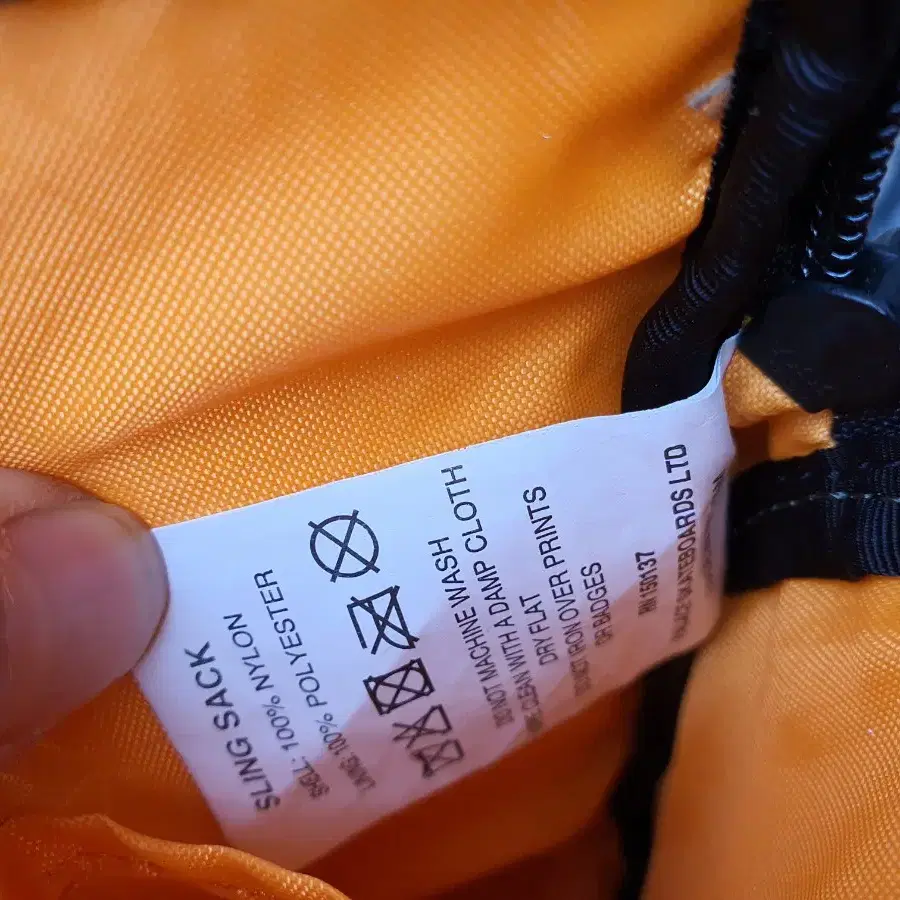 SLING SACK
SHELL: 100% NYLON
LINING: 100% POLYESTER
DO NOT MACHINE WASH
CLEAN WITH A DAMP CLOTH
DRY FLAT
DO NOT IRON OVER PRINTS
OR BADGES
RN 150137
PALACE SKATEBOARDS LTD